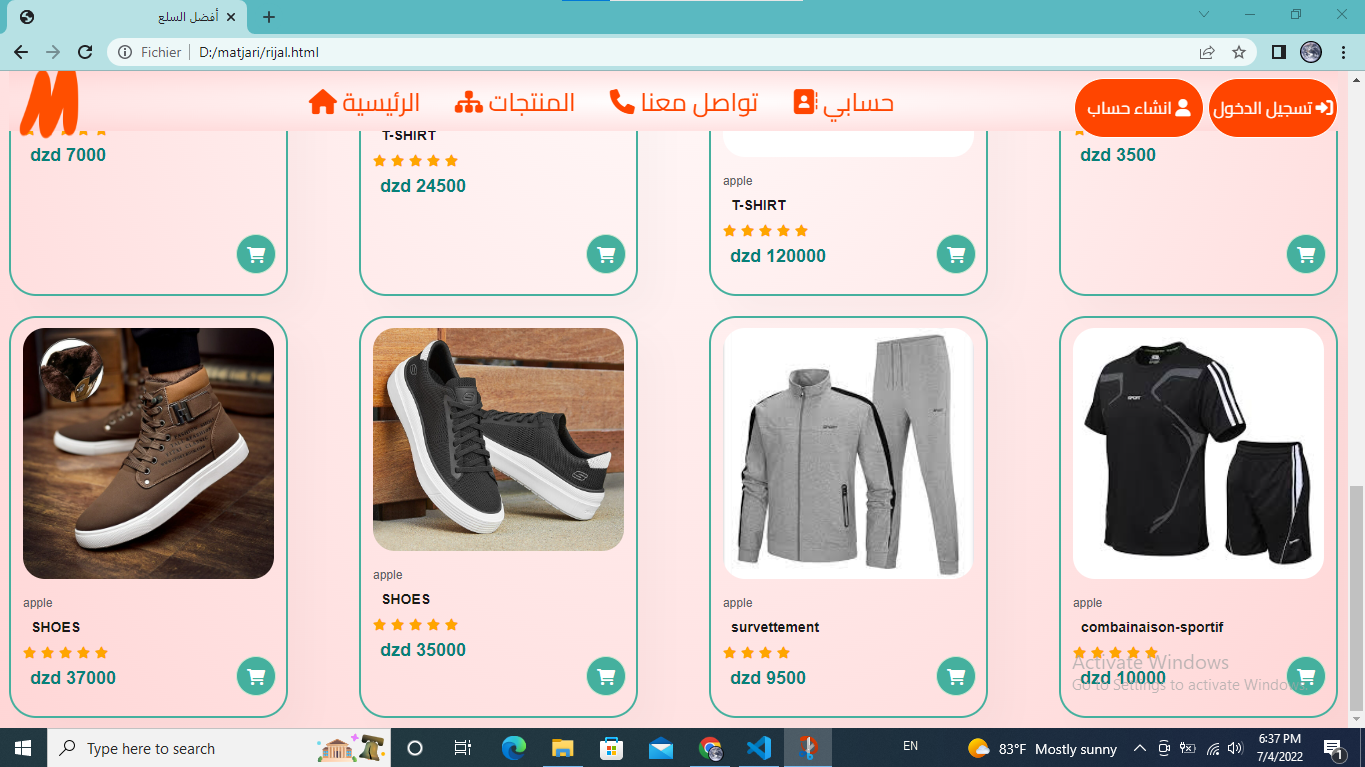 أفضل السلع
Fichier
D:/matjari/rijal.html
M
الرئيسية
المنتجات
تواصل معنا
حسابي
انشاء حساب
تسجيل الدخول
dzd 7000
T-SHIRT
dzd 24500
apple
T-SHIRT
dzd 120000
dzd 3500
apple
SHOES
dzd 37000
apple
SHOES
dzd 35000
SPORT
apple
survettement
dzd 9500
SPORT
apple
combainaison-sportif
dzd 10000
Activate Windows
Go to Settings to activate Windows.
Type here to search
83°F Mostly sunny
EN
6:37 PM
7/4/2022
1